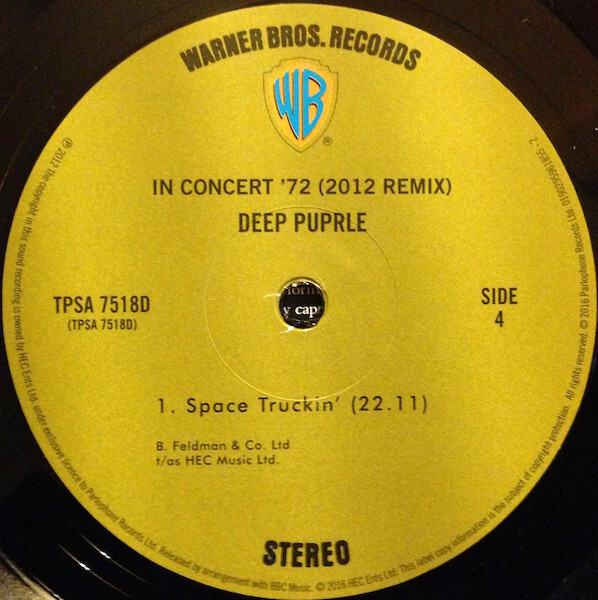 WARNER BROS. RECORDS
WB
®
IN CONCERT '72 (2012 REMIX)
DEEP PUPRLE
TPSA 7518D
(TPSA 7518D)
SIDE
4
form
y cap
1. Space Truckin' (22.11)
B. Feldman & Co. Ltd
t/as HEC Music Ltd.
STEREO
℗ 2012 The copyright in this sound recording is owned by HEC Ents Ltd. under exclusive licence to Parlophone Records Ltd. Released by arrangement with BBC Music. © 2016 HEC Ents Ltd. This label copy information is the subject of copyright protection. All rights reserved. © 2016 Parlophone Records Ltd. 0190295961855 - 2